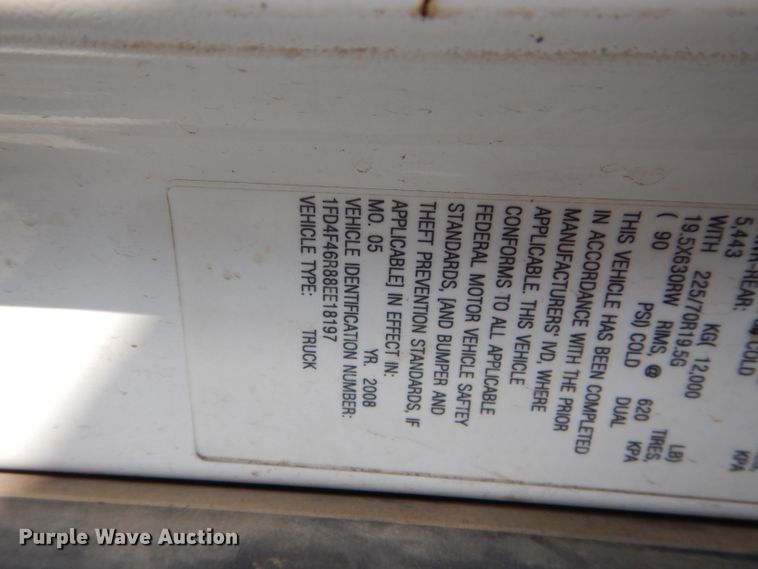 5,443 KG( 12,000 LB)
WITH 225/70R19.5G TIRES,
19.5X630RW RIMS, @ 620 KPA
( 90 PSI) COLD DUAL
THIS VEHICLE HAS BEEN COMPLETED
IN ACCORDANCE WITH THE PRIOR
MANUFACTURERS' IVD, WHERE
APPLICABLE. THIS VEHICLE
CONFORMS TO ALL APPLICABLE
FEDERAL MOTOR VEHICLE SAFTEY
STANDARDS, [AND BUMPER AND
THEFT PREVENTION STANDARDS, IF
APPLICABLE] IN EFFECT IN:
MO. 05 YR. 2008
VEHICLE IDENTIFICATION NUMBER:
1FD4F46R88EE18197
VEHICLE TYPE: TRUCK
Purple Wave Auction